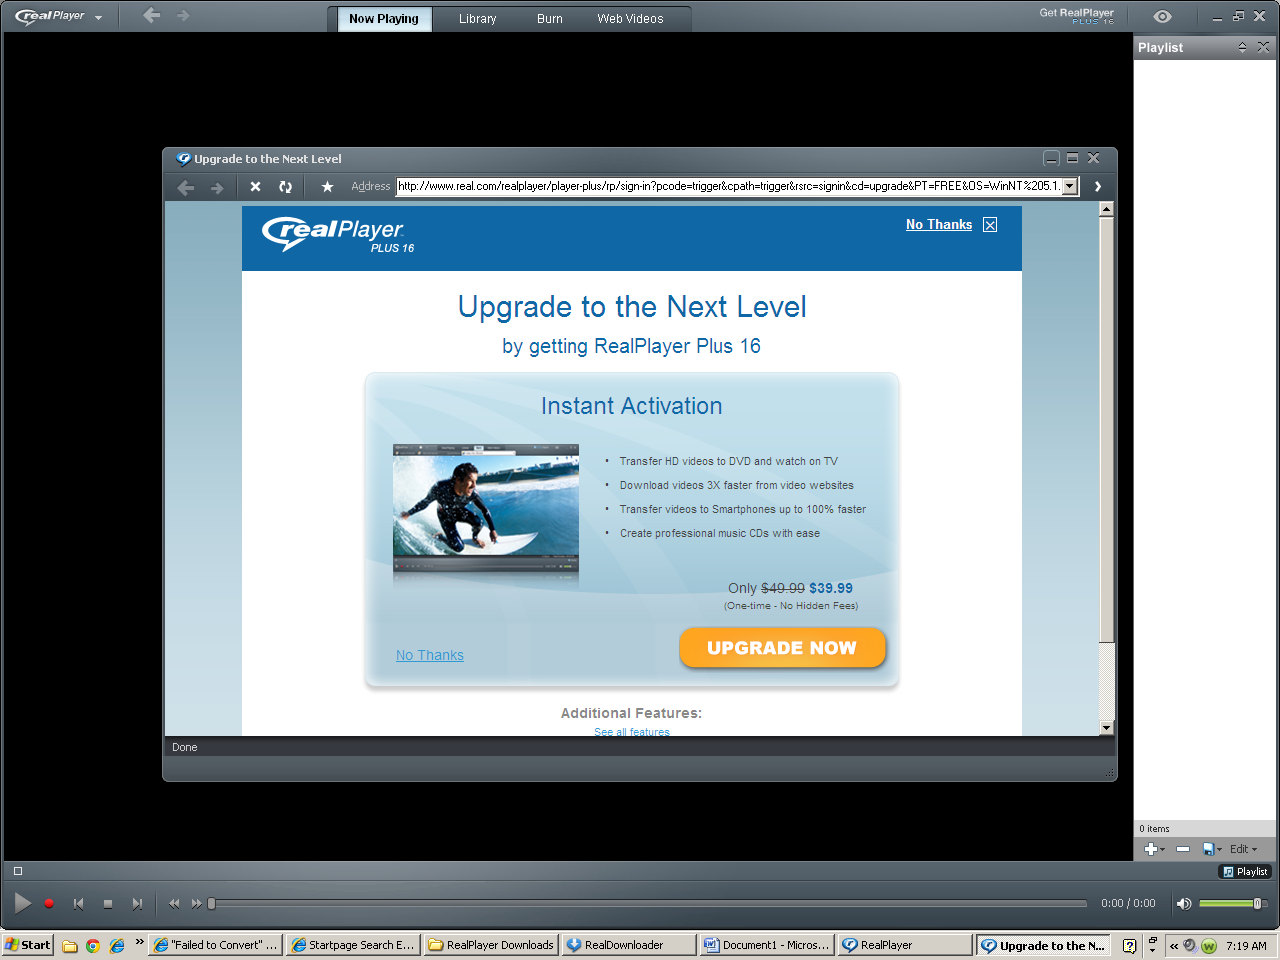 realPlayer
Now Playing
Library
Burn
Web Videos
Get RealPlayer
PLUS 16
Playlist
Upgrade to the Next Level
Address
http://www.real.com/realplayer/player-plus/rp/sign-in?pcode=trigger&cpath=trigger&rsrc=signin&cd=upgrade&PT=FREE&OS=WinNT%205.1.
realPlayer
PLUS 16
No Thanks
Upgrade to the Next Level
by getting RealPlayer Plus 16
Instant Activation
• Transfer HD videos to DVD and watch on TV
• Download videos 3X faster from video websites
• Transfer videos to Smartphones up to 100% faster
• Create professional music CDs with ease
Only $49.99 $39.99
(One-time - No Hidden Fees)
No Thanks
UPGRADE NOW
Additional Features:
See all features
Done
0 items
Edit
Playlist
0:00 / 0:00
Start
"Failed to Convert" ...
Startpage Search E...
RealPlayer Downloads
RealDownloader
Document1 - Micros...
RealPlayer
Upgrade to the N...
7:19 AM